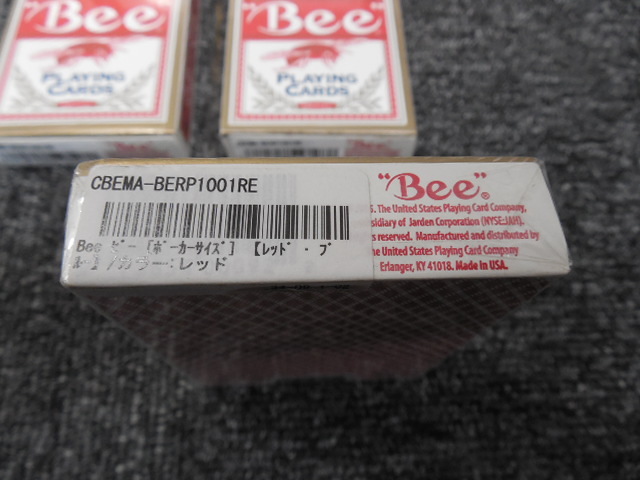 "Bee"
PLAYING
CARDS
"Bee"
PLAYING
CARDS
CBEMA-BERP1001RE
Bee ビー [ポーカーサイズ] 【レッド・ブ
ルー】/カラー:レッド
"Bee"®
. The United States Playing Card Company,
sidiary of Jarden Corporation (NYSE:JAH).
s reserved. Manufactured and distributed by
he United States Playing Card Company
Erlanger, KY 41018. Made in USA.